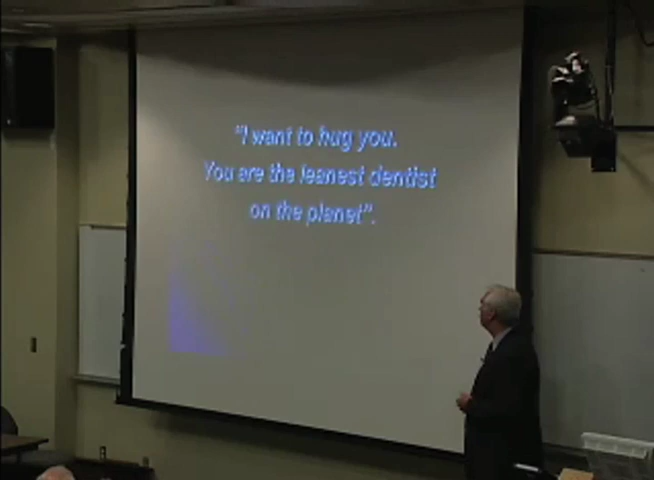 "I want to hug you.
You are the leanest dentist
on the planet".